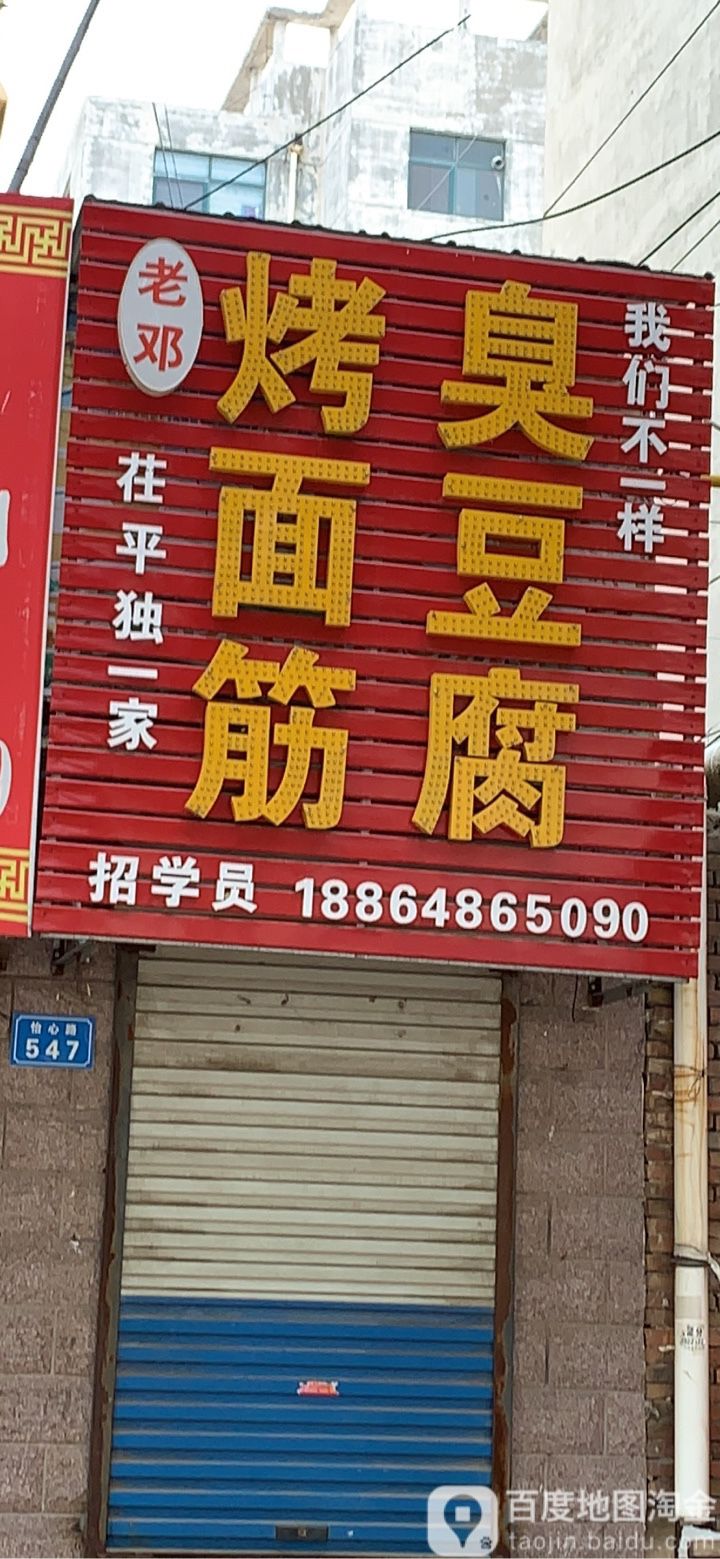 老邓
烤面筋
臭豆腐
我们不一样
茌平独一家
招学员 18864865090
怡心路
547
百度地图淘金
taojin.baidu.com